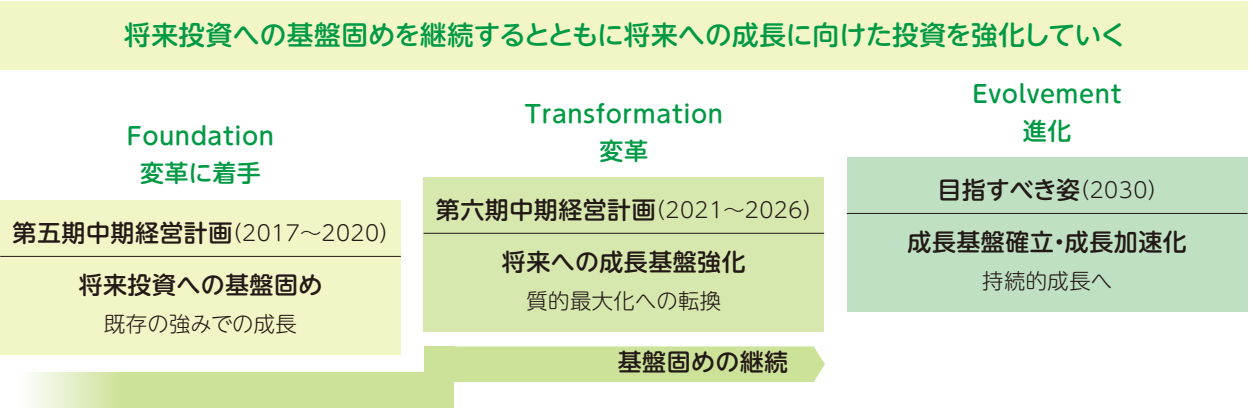 将来投資への基盤固めを継続するとともに将来への成長に向けた投資を強化していく
Foundation
変革に着手
第五期中期経営計画(2017～2020)
将来投資への基盤固め
既存の強みでの成長
Transformation
変革
第六期中期経営計画(2021～2026)
将来への成長基盤強化
質的最大化への転換
基盤固めの継続
Evolvement
進化
目指すべき姿(2030)
成長基盤確立・成長加速化
持続的成長へ